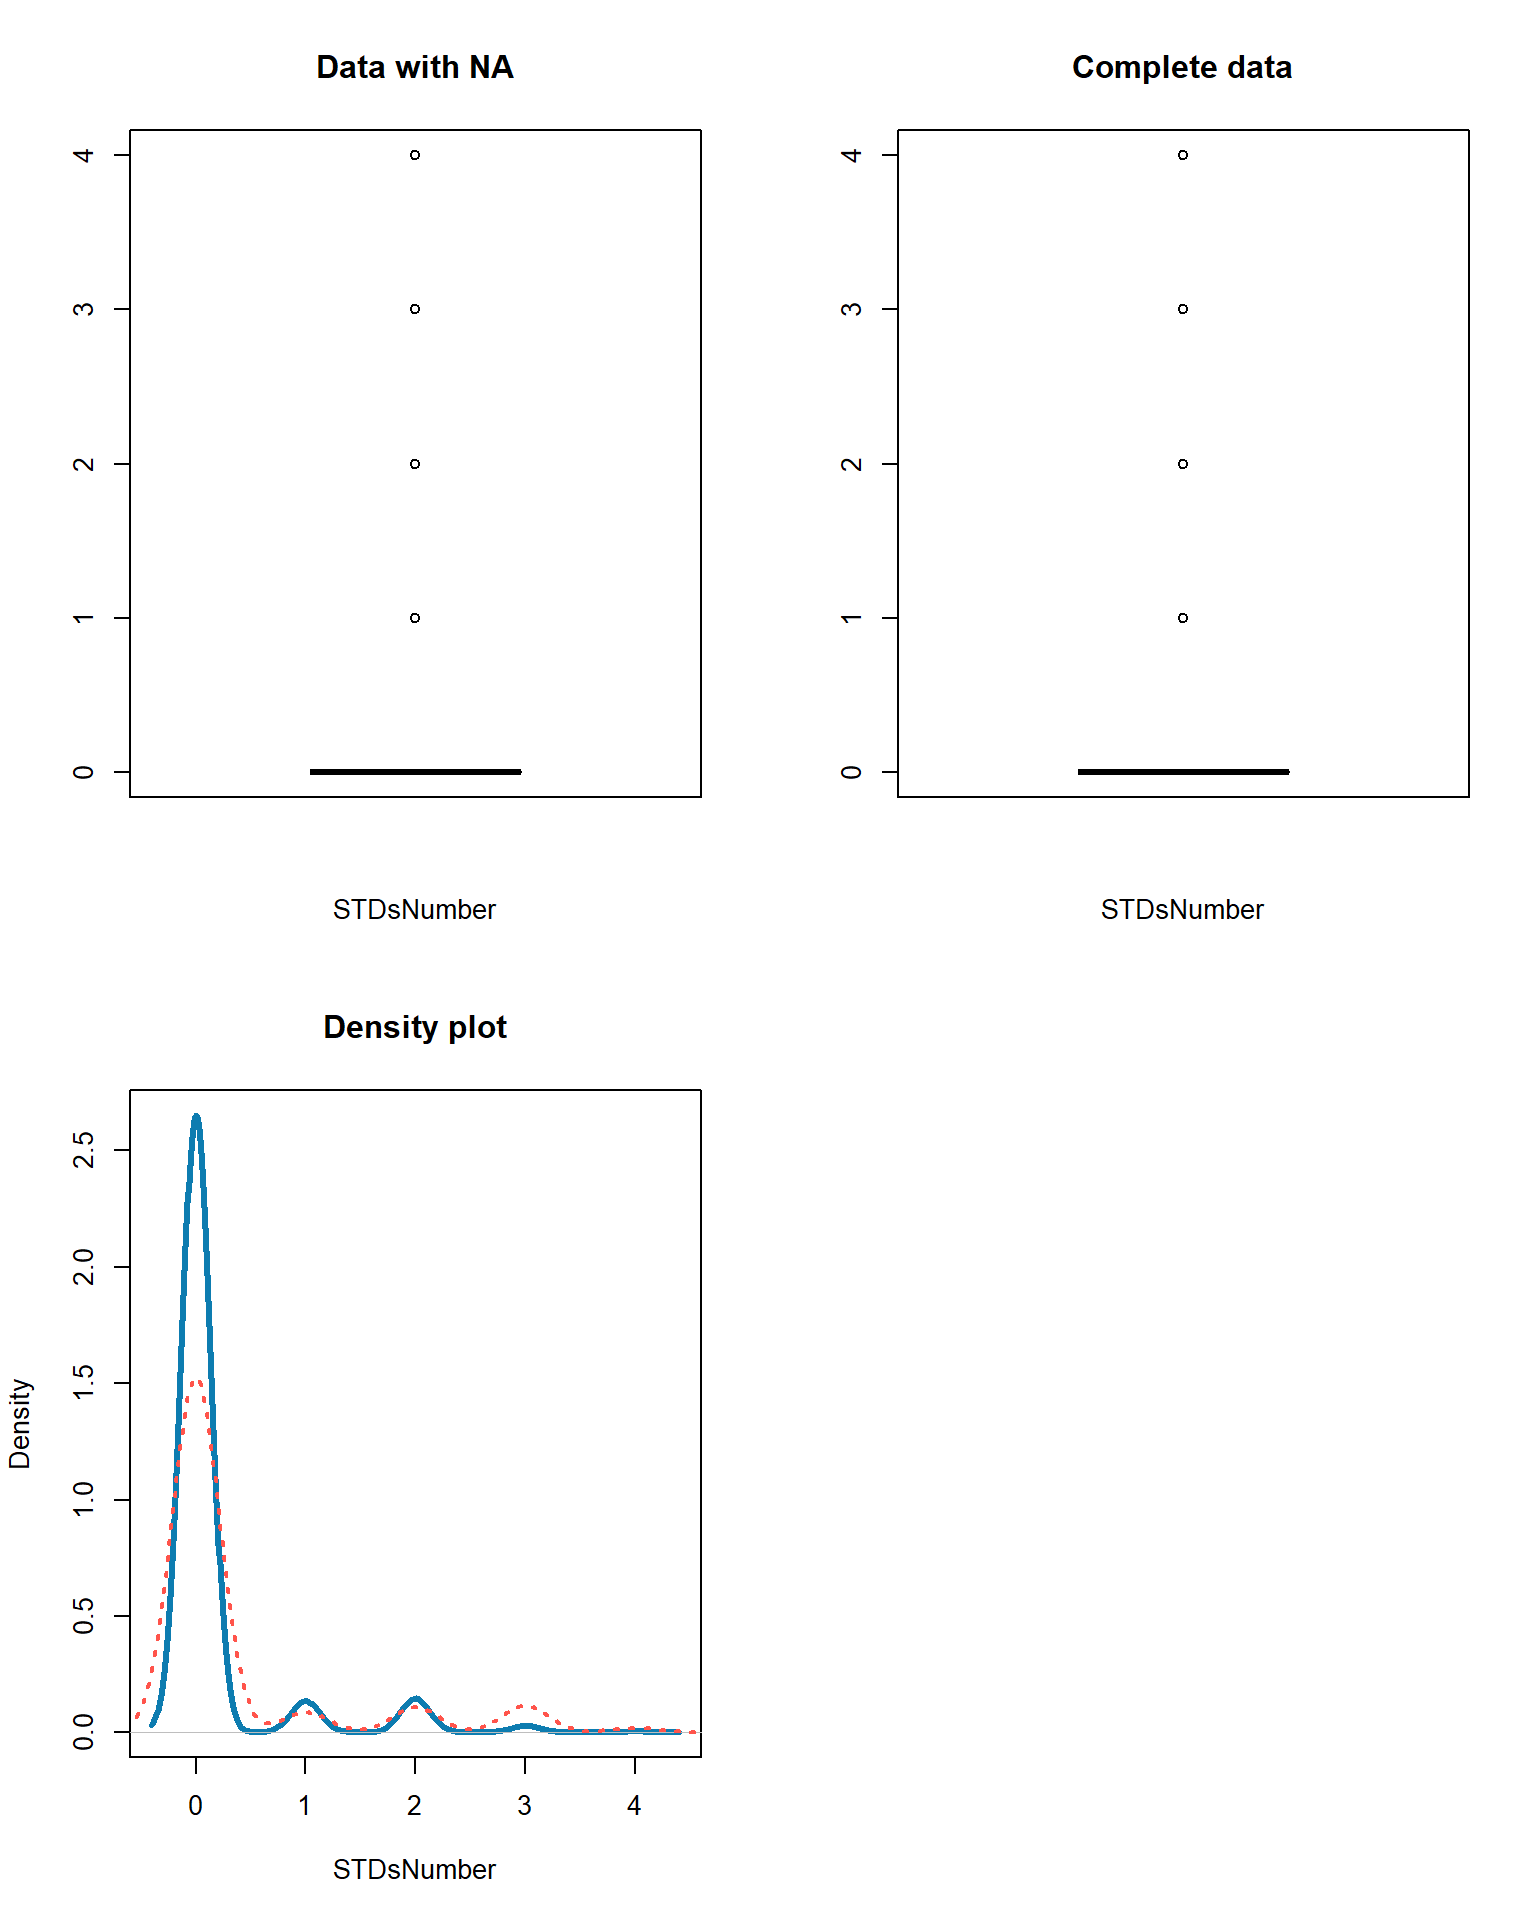 Data with NA
4
3
2
1
0
STDsNumber
Complete data
4
3
2
1
0
STDsNumber
Density plot
Density
2.5
2.0
1.5
1.0
0.5
0.0
0 1 2 3 4
STDsNumber